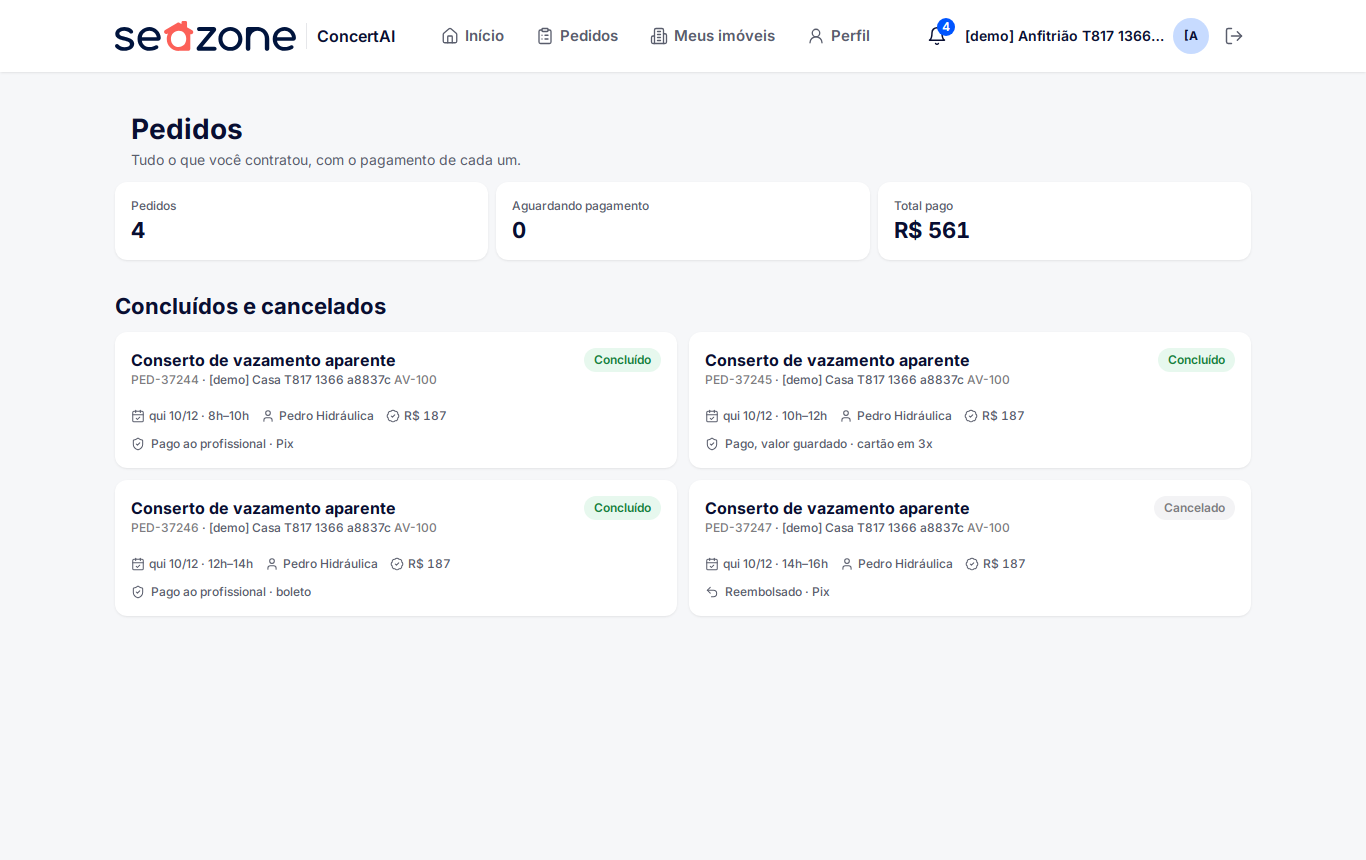 seazone ConcertAI Início Pedidos Meus imóveis Perfil 4 [demo] Anfitrião T817 1366... [A
Pedidos
Tudo o que você contratou, com o pagamento de cada um.
Pedidos
4
Aguardando pagamento
0
Total pago
R$ 561
Concluídos e cancelados
Conserto de vazamento aparente Concluído
PED-37244 · [demo] Casa T817 1366 a8837c AV-100
qui 10/12 · 8h–10h Pedro Hidráulica R$ 187
Pago ao profissional · Pix
Conserto de vazamento aparente Concluído
PED-37245 · [demo] Casa T817 1366 a8837c AV-100
qui 10/12 · 10h–12h Pedro Hidráulica R$ 187
Pago, valor guardado · cartão em 3x
Conserto de vazamento aparente Concluído
PED-37246 · [demo] Casa T817 1366 a8837c AV-100
qui 10/12 · 12h–14h Pedro Hidráulica R$ 187
Pago ao profissional · boleto
Conserto de vazamento aparente Cancelado
PED-37247 · [demo] Casa T817 1366 a8837c AV-100
qui 10/12 · 14h–16h Pedro Hidráulica R$ 187
Reembolsado · Pix